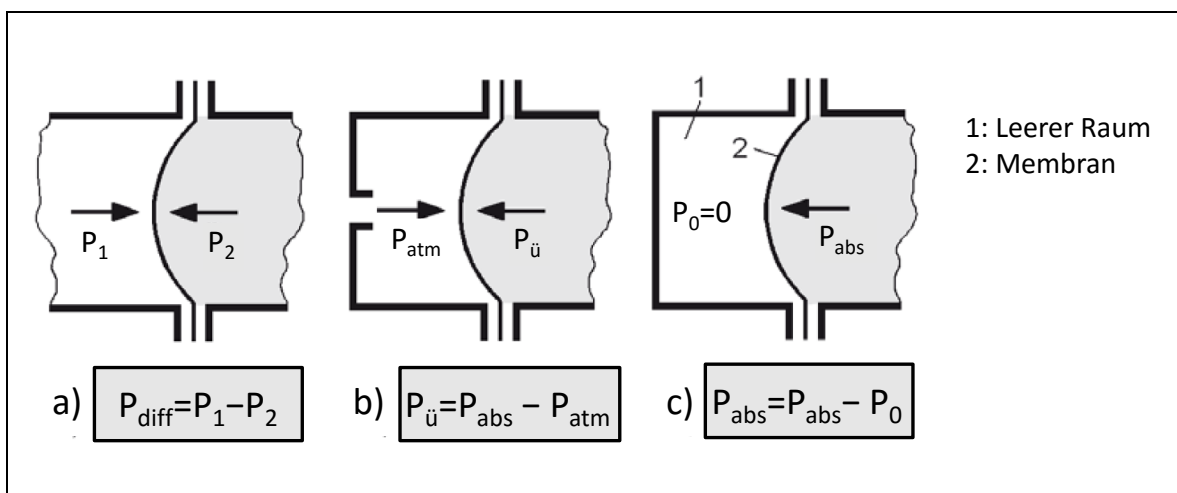 1
2
P₁
P₂
Pₐₜₘ
Pü
P₀=0
Pabs
1: Leerer Raum
2: Membran
a) Pdiff=P₁−P₂
b) Pü=Pabs − Patm
c) Pabs=Pabs− P₀